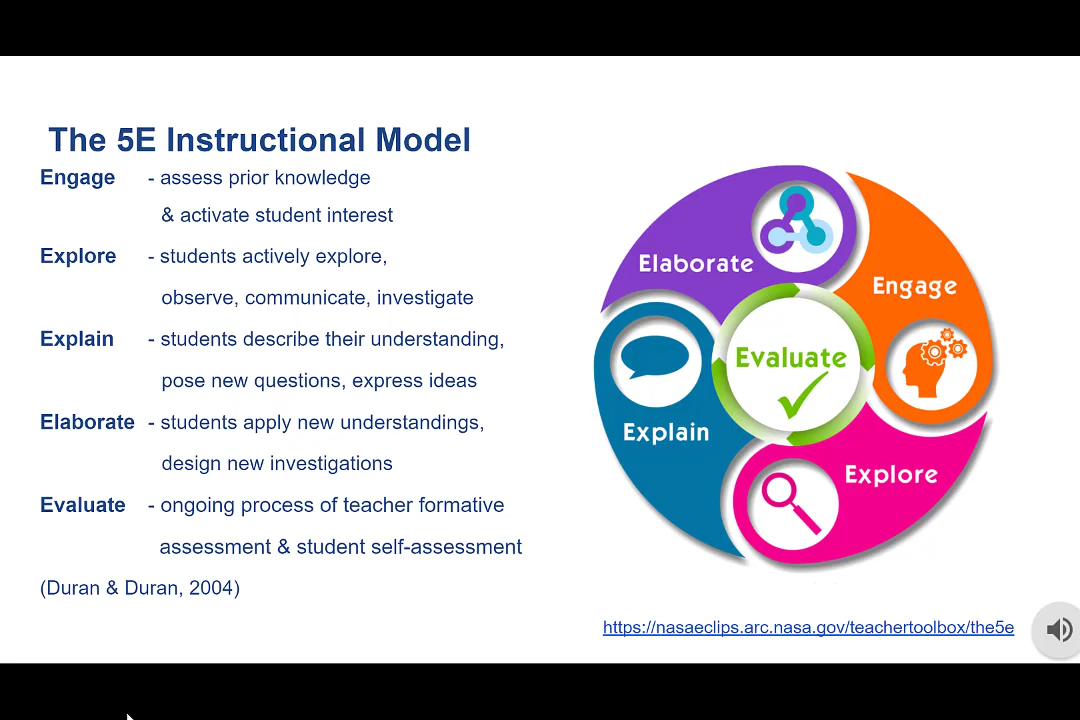 The 5E Instructional Model
Engage - assess prior knowledge
& activate student interest
Explore - students actively explore,
observe, communicate, investigate
Explain - students describe their understanding,
pose new questions, express ideas
Elaborate - students apply new understandings,
design new investigations
Evaluate - ongoing process of teacher formative
assessment & student self-assessment
(Duran & Duran, 2004)
Elaborate
Engage
Evaluate
Explain
Explore
https://nasaeclips.arc.nasa.gov/teachertoolbox/the5e